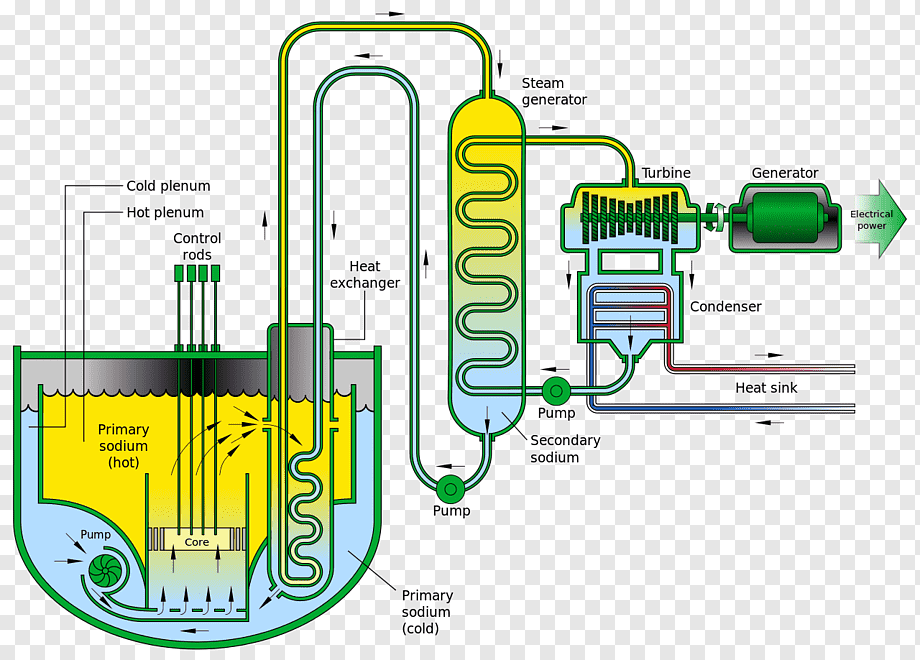 Steam
generator
Turbine
Generator
Cold plenum
Hot plenum
Electrical
power
Control
rods
Heat
exchanger
Condenser
Heat sink
Pump
Primary
sodium
(hot)
Secondary
sodium
Pump
Pump
Core
Primary
sodium
(cold)